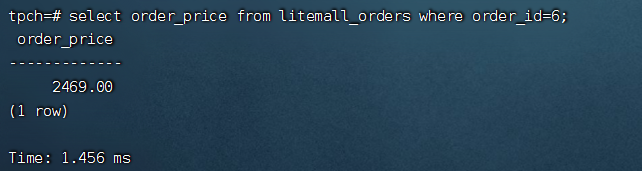 tpch=# select order_price from litemall_orders where order_id=6;
order_price
-------------
2469.00
(1 row)
Time: 1.456 ms